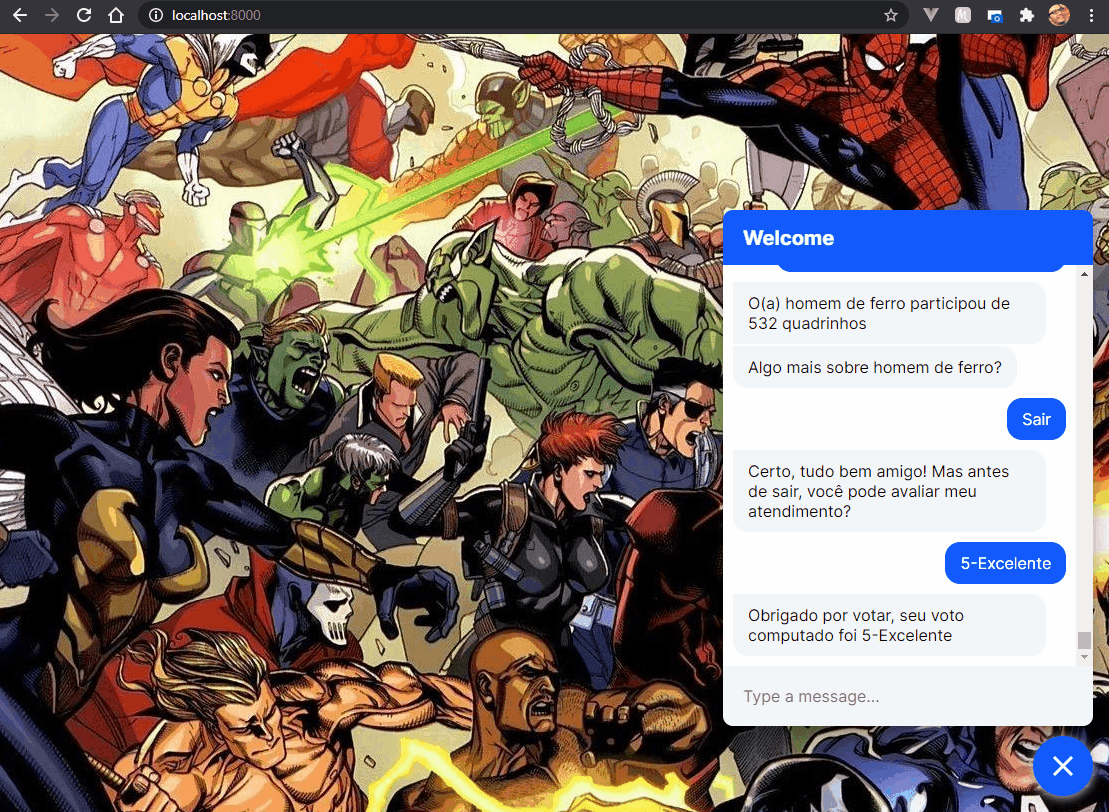 localhost:8000
Welcome
O(a) homem de ferro participou de
532 quadrinhos
Algo mais sobre homem de ferro?
Sair
Certo, tudo bem amigo! Mas antes
de sair, você pode avaliar meu
atendimento?
5-Excelente
Obrigado por votar, seu voto
computado foi 5-Excelente
Type a message...